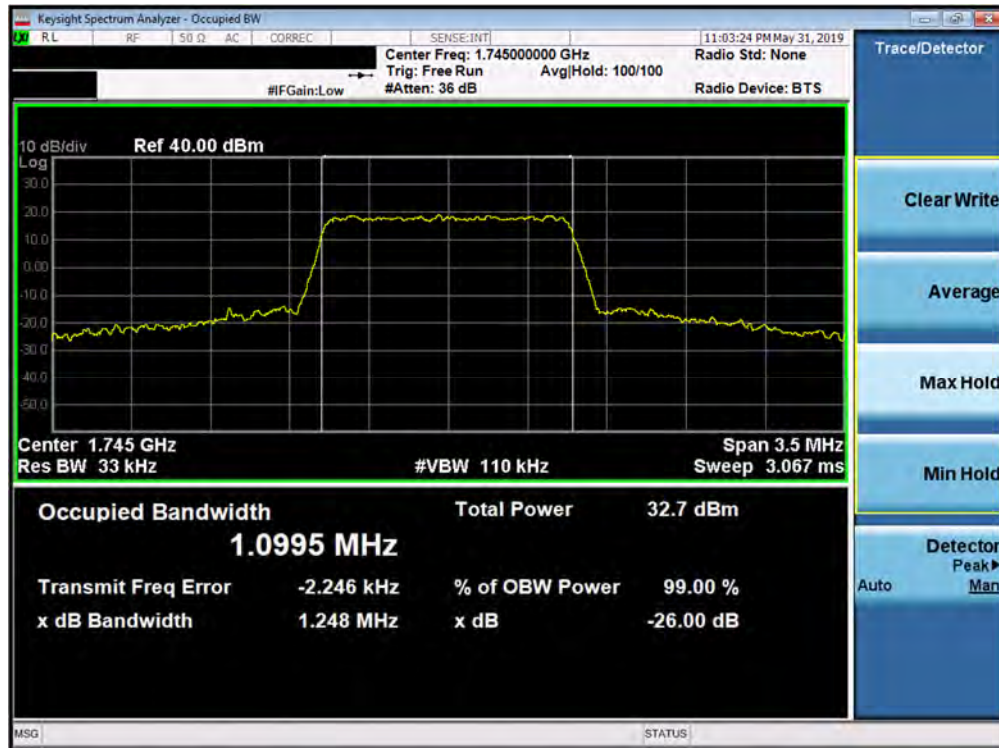 Keysight Spectrum Analyzer - Occupied BW
RL RF 50 Ω AC CORREC SENSE:INT 11:03:24 PM May 31, 2019
Center Freq: 1.745000000 GHz Radio Std: None
Trig: Free Run Avg|Hold: 100/100
#IFGain:Low #Atten: 36 dB Radio Device: BTS
10 dB/div Ref 40.00 dBm
Log
30.0
20.0
10.0
0.00
-10.0
-20.0
-30.0
-40.0
-50.0
Center 1.745 GHz Span 3.5 MHz
Res BW 33 kHz #VBW 110 kHz Sweep 3.067 ms
Occupied Bandwidth Total Power 32.7 dBm
1.0995 MHz
Transmit Freq Error -2.246 kHz % of OBW Power 99.00 %
x dB Bandwidth 1.248 MHz x dB -26.00 dB
Trace/Detector
Clear Write
Average
Max Hold
Min Hold
Detector
Peak▶
Auto Man
MSG STATUS